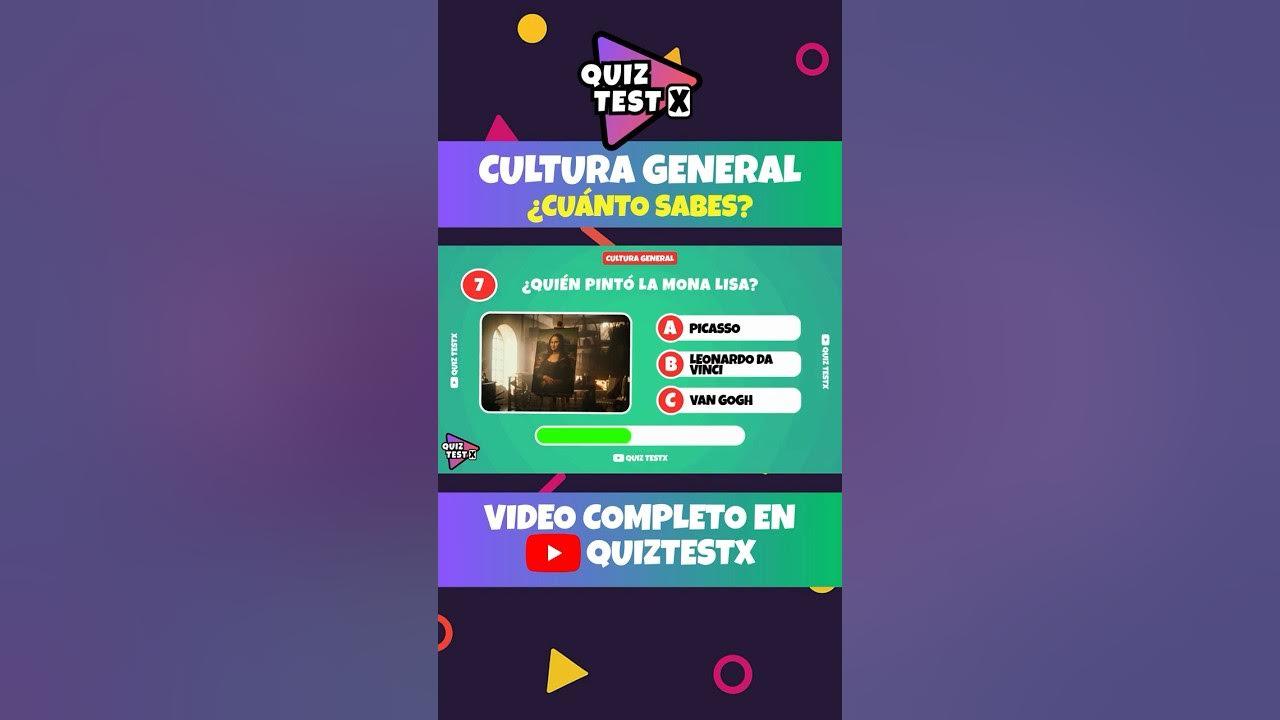 QUIZ
TEST X
CULTURA GENERAL
¿CUÁNTO SABES?
CULTURA GENERAL
7
¿QUIÉN PINTÓ LA MONA LISA?
A PICASSO
B LEONARDO DA
VINCI
C VAN GOGH
QUIZ TESTX
QUIZ TESTX
QUIZ
TEST X
QUIZ TESTX
VIDEO COMPLETO EN
QUIZTESTX